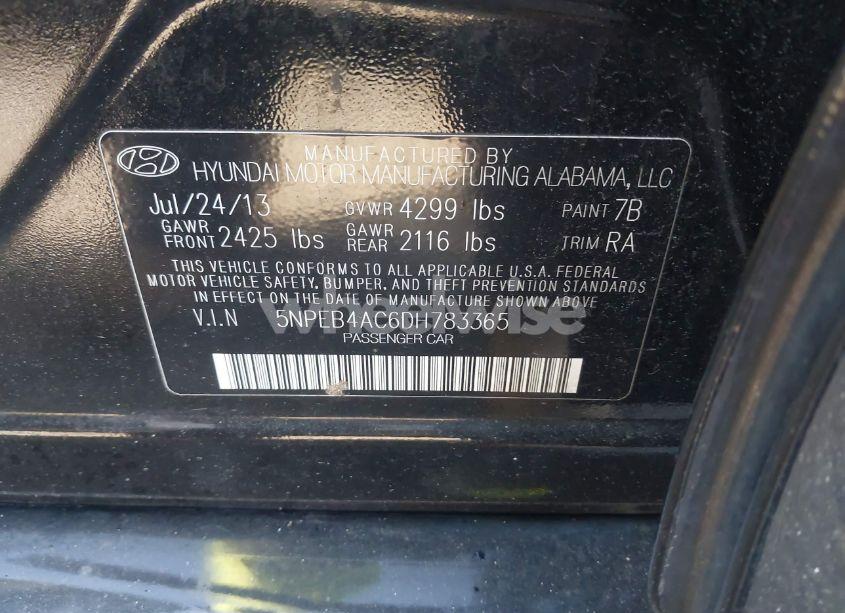 MANUFACTURED BY
HYUNDAI MOTOR MANUFACTURING ALABAMA, LLC
Jul/24/13 GVWR 4299 lbs PAINT 7B
GAWR FRONT 2425 lbs GAWR REAR 2116 lbs TRIM RA
THIS VEHICLE CONFORMS TO ALL APPLICABLE U.S.A. FEDERAL
MOTOR VEHICLE SAFETY, BUMPER, AND THEFT PREVENTION STANDARDS
IN EFFECT ON THE DATE OF MANUFACTURE SHOWN ABOVE
V.I.N 5NPEB4AC6DH783365
PASSENGER CAR